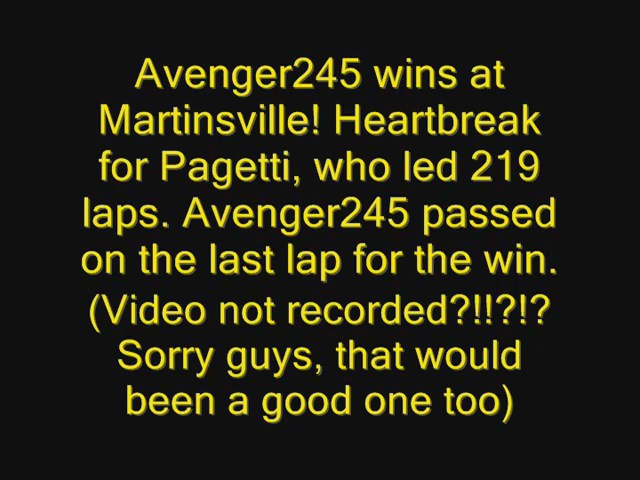 Avenger245 wins at
Martinsville! Heartbreak
for Pagetti, who led 219
laps. Avenger245 passed
on the last lap for the win.
(Video not recorded?!!?!?
Sorry guys, that would
been a good one too)